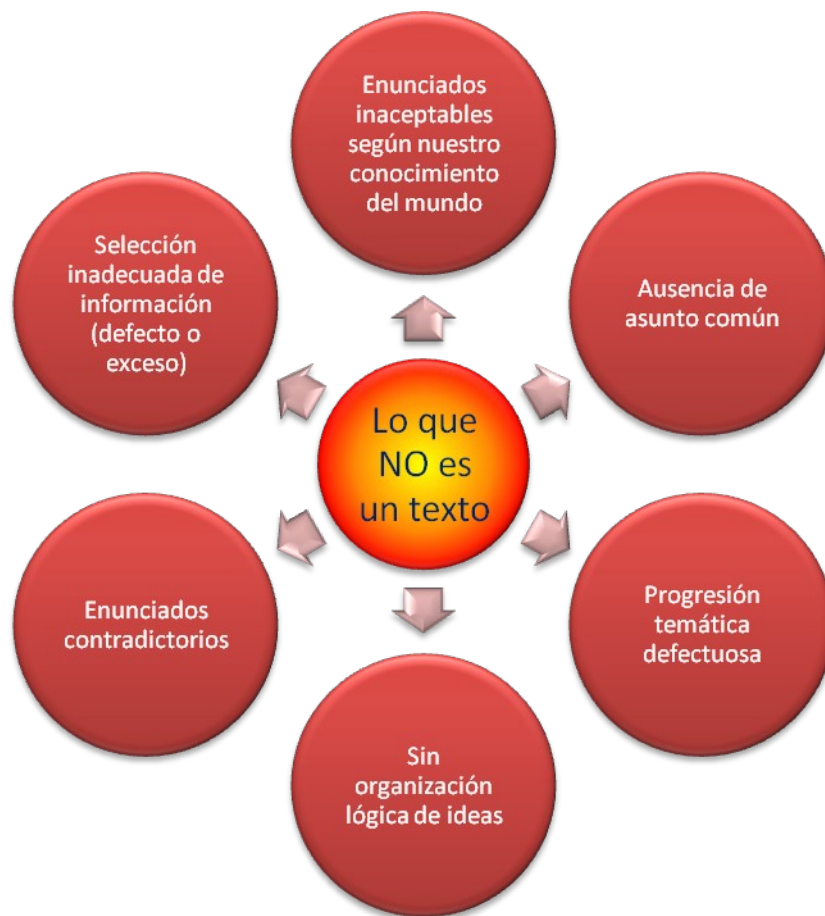 Enunciados
inaceptables
según nuestro
conocimiento
del mundo
Selección
inadecuada de
información
(defecto o
exceso)
Ausencia de
asunto común
Lo que
NO es
un texto
Enunciados
contradictorios
Progresión
temática
defectuosa
Sin
organización
lógica de ideas